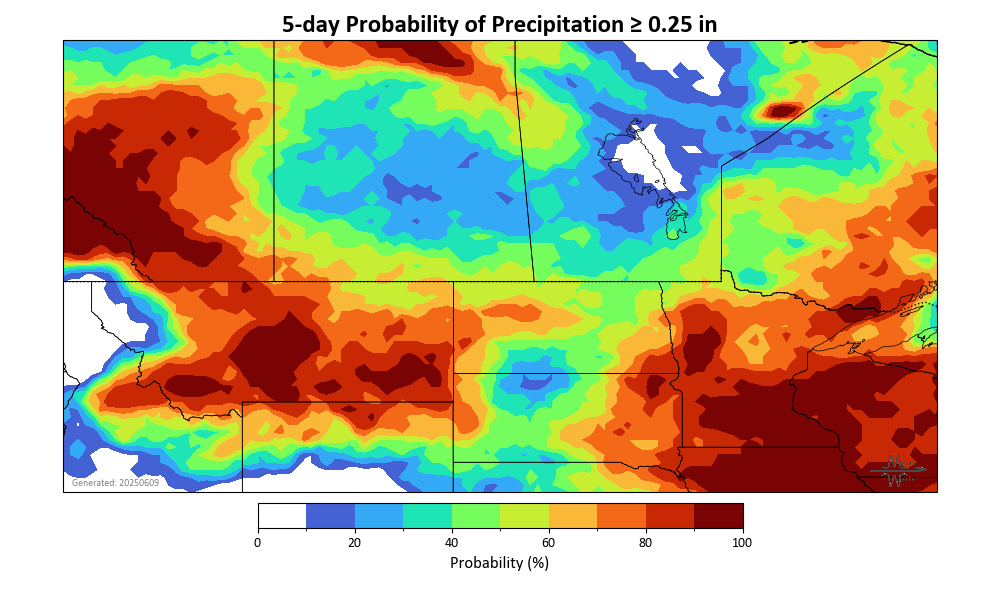 5-day Probability of Precipitation ≥ 0.25 in
Generated: 20250609
0 20 40 60 80 100
Probability (%)